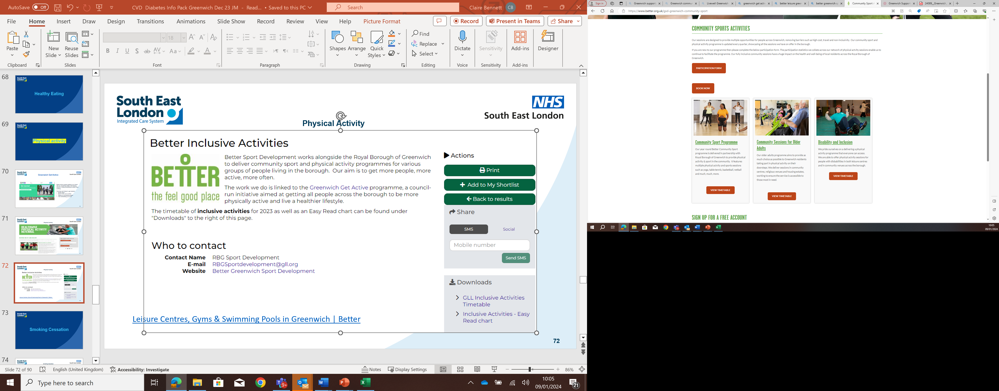 AutoSave Off
CVD Diabetes Info Pack Greenwich Dec 23 JM - Read... • Saved to this PC
Search
Claire Bennett CB
File Home Insert Draw Design Transitions Animations Slide Show Record Review View Help Picture Format
Record Present in Teams Share
Paste New Slide Reuse Slides
18
Shapes Arrange Quick Styles
Find
Replace
Select
Dictate Sensitivity Add-ins Designer
Clipboard Slides Font Paragraph Drawing Editing Voice Sensitivity Add-ins
68
Healthy Eating
69
Physical activity
70
Greenwich Get Active
71
HEALTHWISE
PHYSICAL ACTIVITY
REFERRAL
72
73
Smoking Cessation
74
South East
London
Integrated Care System
NHS
South East London
Physical Activity
Better Inclusive Activities
BETTER
the feel good place
Better Sport Development works alongside the Royal Borough of Greenwich
to deliver community sport and physical activity programmes for various
groups of people living in the borough. Our aim is to get more people, more
active, more often.
The work we do is linked to the Greenwich Get Active programme, a council-
run initiative aimed at getting all people across the borough to be more
physically active and live a healthier lifestyle.
The timetable of inclusive activities for 2023 as well as an Easy Read chart can be found under
"Downloads" to the right of this page.
Who to contact
Contact Name RBG Sport Development
E-mail RBGSportdevelopment@gll.org
Website Better Greenwich Sport Development
Actions
Print
Add to My Shortlist
Back to results
Share
SMS Social
Mobile number
Send SMS
Downloads
GLL Inclusive Activities
Timetable
Inclusive Activities - Easy
Read chart
Leisure Centres, Gyms & Swimming Pools in Greenwich | Better
72
Slide 72 of 90 English (United Kingdom) Accessibility: Investigate
Notes Display Settings 86%
Type here to search
10:05
09/01/2024
21
Sign in
Greenwich supports
Greenwich commun
Livewell Greenwich
greenwich get activ
better leisure gree
better greenwich sp
Community Sport A
Greenwich Support
24089_Greenwich_
https://www.better.org.uk/gsd-greenwich-community-sport
COMMUNITY SPORTS ACTIVITIES
Our sessions are designed to provide multiple opportunities for people across Greenwich, removing barriers such as high cost, travel and non-inclusivity. Our community sport and
physical activity programme is updated every quarter, showcasing all the sessions we have on offer in the borough.
If you are new to our programme then please complete the below participation form. The participation statistics we collate across our network of physical activity sessions enable us to
continue to facilitate the programme. Our fully inclusive community sessions have a huge impact on the health and well-being of local residents across the Royal Borough of
Greenwich.
PARTICIPATION FORM
BOOK NOW
Community Sport Programme
Our year round Better Community Sport
programme is delivered in partnership with
Royal Borough of Greenwich to provide physical
activity & sport in the community. It features
multiple physical activity and sports sessions
such as yoga, table tennis, basketball, netball
and much, much, more.
VIEW TIMETABLE
Community Sessions for Older
Adults
Our older adults programme aims to provide as
much choice as possible to Greenwich residents
taking part in physical activity on their
doorsteps. We deliver sessions in community
centres, religious venues and housing estates,
working to ensure the service is accessible to
those most in need.
VIEW TIMETABLE
Disability and Inclusion
We pride ourselves on a delivering a physical
activity programme that everyone can access.
We are able to offer physical activity sessions for
people with disbabilities in both leisure centres
and in community venues across the borough.
VIEW TIMETABLE
SIGN UP FOR A FREE ACCOUNT
10:05
09/01/2024